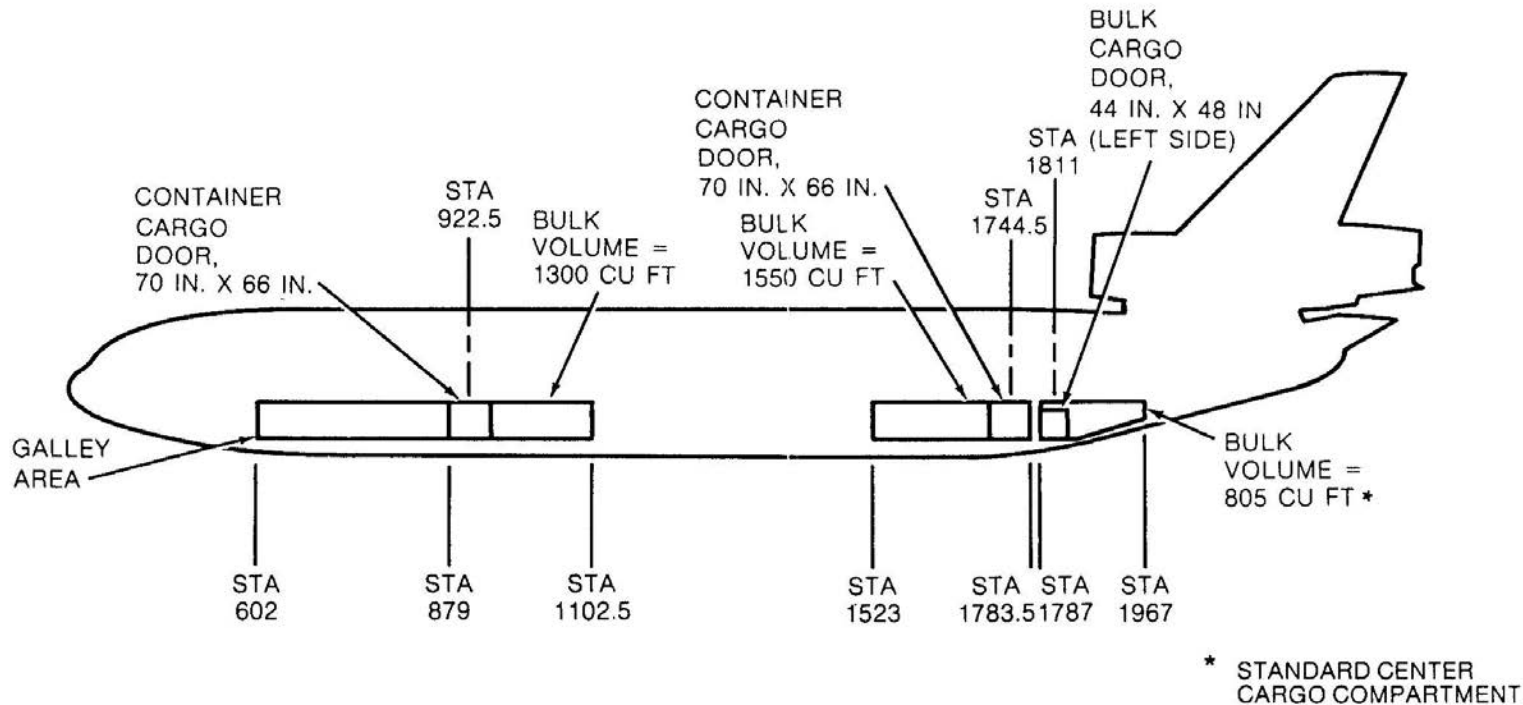 BULK
CARGO
DOOR,
44 IN. X 48 IN
(LEFT SIDE)
STA
1811
CONTAINER
CARGO
DOOR,
70 IN. X 66 IN.
STA
1744.5
BULK
VOLUME =
1550 CU FT
CONTAINER
CARGO
DOOR,
70 IN. X 66 IN.
STA
922.5
BULK
VOLUME =
1300 CU FT
GALLEY
AREA
BULK
VOLUME =
805 CU FT *
STA
602
STA
879
STA
1102.5
STA
1523
STA
1783.5
STA
1787
STA
1967
* STANDARD CENTER
CARGO COMPARTMENT